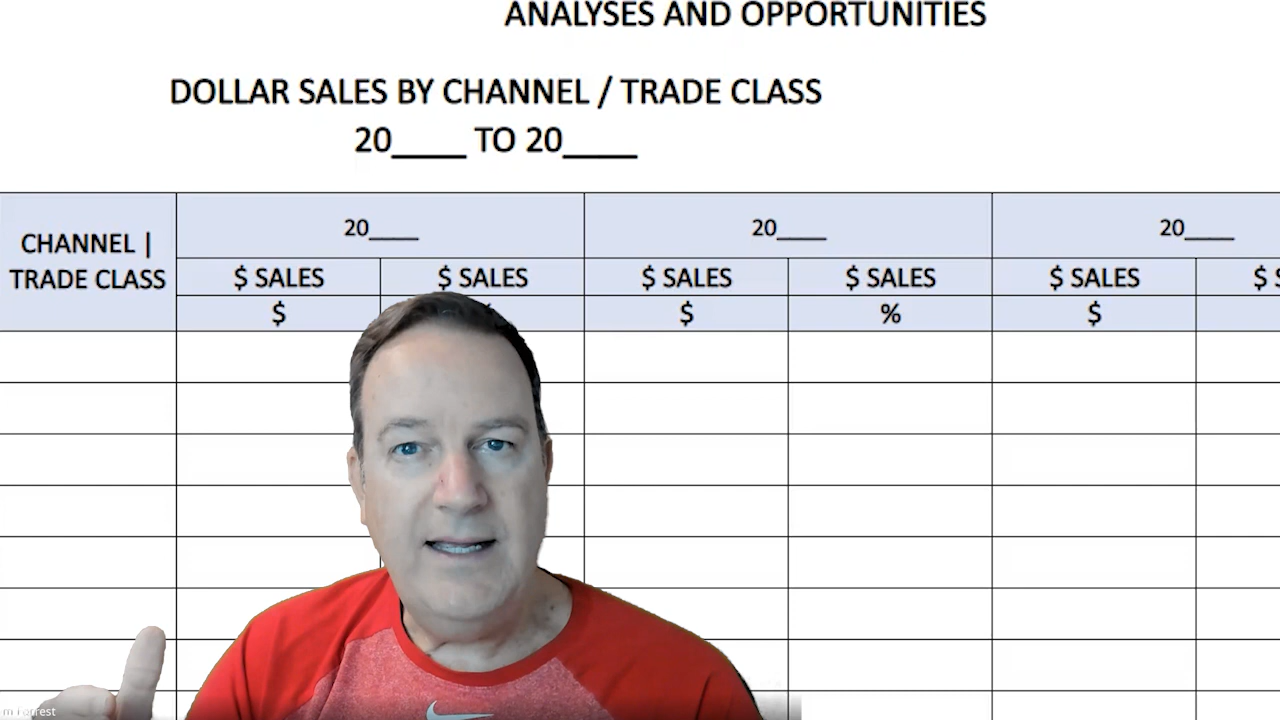 ANALYSES AND OPPORTUNITIES
DOLLAR SALES BY CHANNEL / TRADE CLASS
20____ TO 20____
CHANNEL |
TRADE CLASS
20____ 20____ 20____
$ SALES $ SALES $ SALES $ SALES $ SALES $
$ $ % $